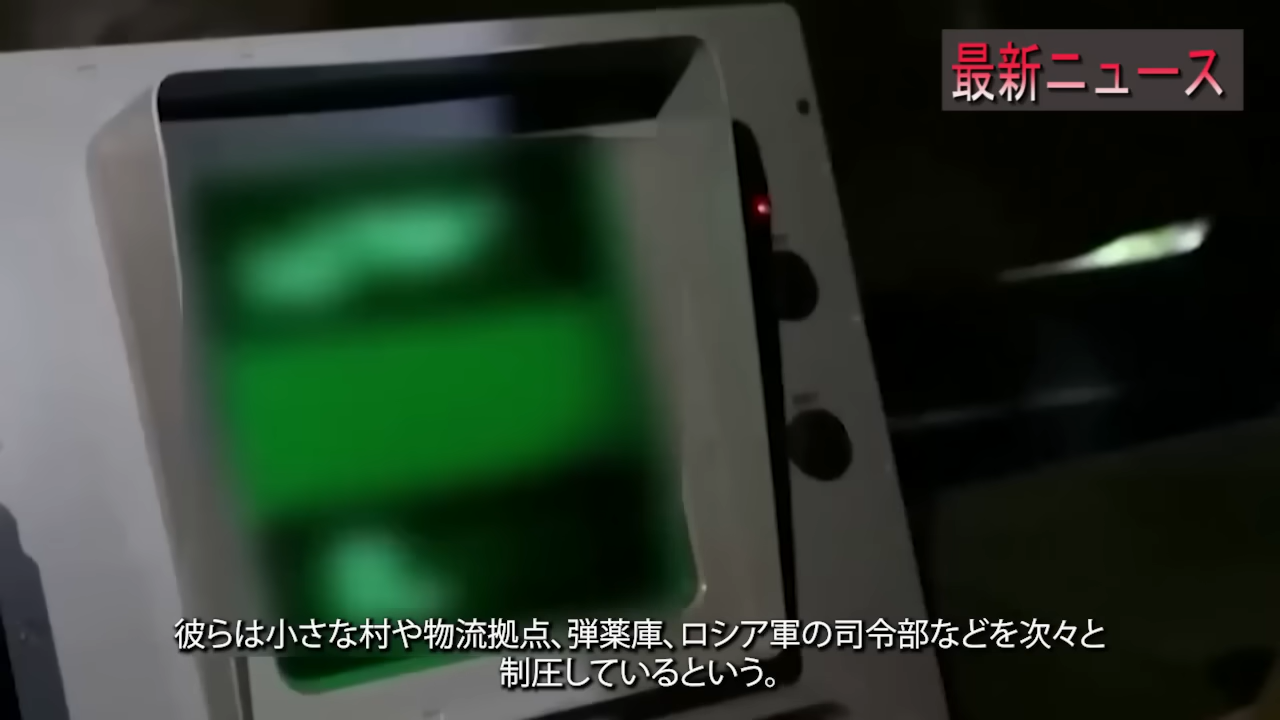 最新ニュース
彼らは小さな村や物流拠点、弾薬庫、ロシア軍の司令部などを次々と
制圧しているという。